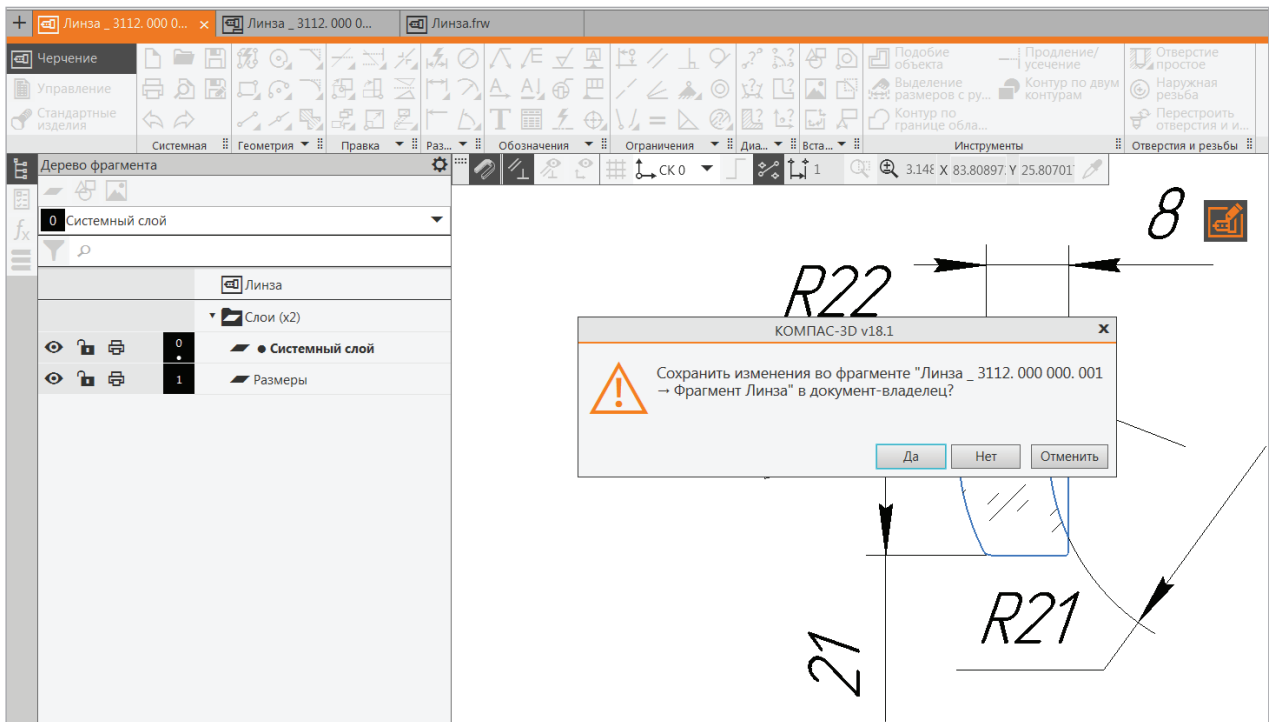 Линза _ 3112. 000 0...
Линза _ 3112. 000 0...
Линза.frw
Черчение
Управление
Стандартные
изделия
Подобие
объекта
Продление/
усечение
Отверстие
простое
Выделение
размеров с ру...
Контур по двум
контурам
Наружная
резьба
Контур по
границе обла...
Перестроить
отверстия и и...
Системная
Геометрия
Правка
Раз...
Обозначения
Ограничения
Диа...
Вста...
Инструменты
Отверстия и резьбы
Дерево фрагмента
СК 0
1
3.148
X 83.80897
Y 25.80701
0 Системный слой
Линза
Слои (x2)
0 Системный слой
1 Размеры
8
R22
КОМПАС-3D v18.1
Сохранить изменения во фрагменте "Линза _ 3112. 000 000. 001
→ Фрагмент Линза" в документ-владелец?
Да
Нет
Отменить
R21
21